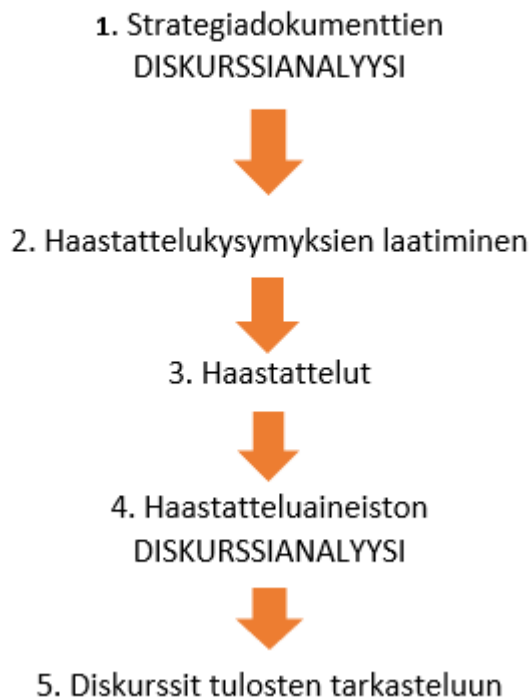 1. Strategiadokumenttien
DISKURSSIANALYYSI
2. Haastattelukysymyksien laatiminen
3. Haastattelut
4. Haastatteluaineiston
DISKURSSIANALYYSI
5. Diskurssit tulosten tarkasteluun